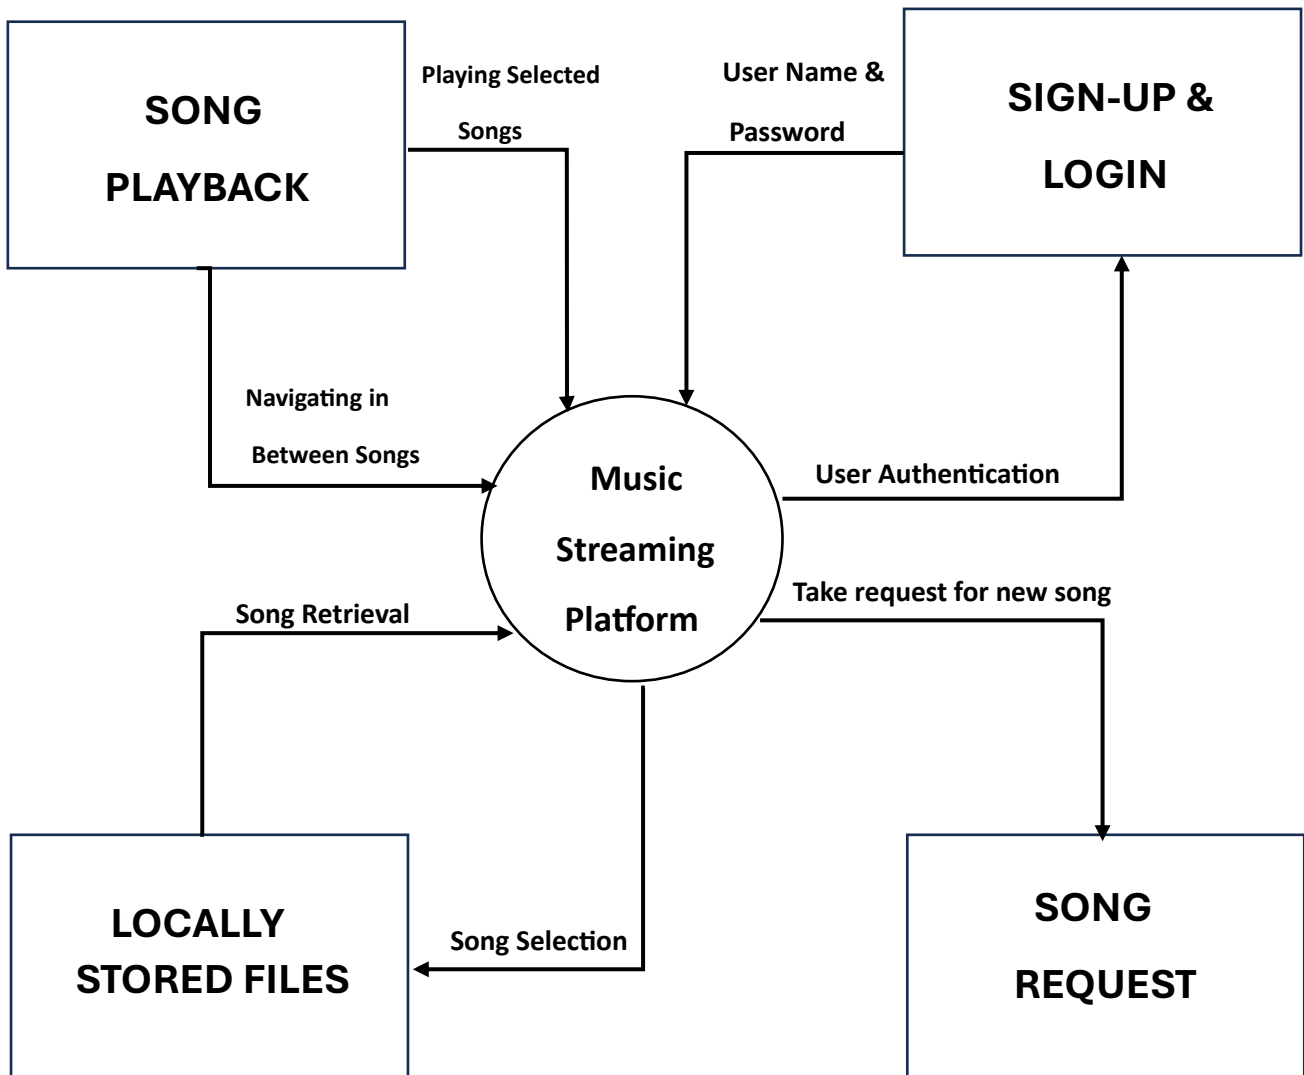 SONG
PLAYBACK
Playing Selected
Songs
User Name &
Password
SIGN-UP &
LOGIN
Navigating in
Between Songs
Music
Streaming
Platform
User Authentication
Take request for new song
Song Retrieval
LOCALLY
STORED FILES
Song Selection
SONG
REQUEST